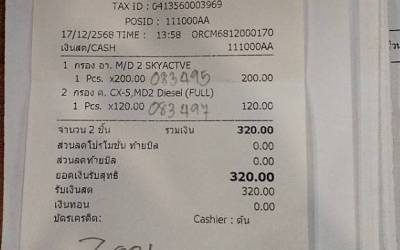 TAX ID : 0413560003969
POSID : 111000AA
17/12/2568 TIME : 13:58 ORCM6812000170
เงินสด/CASH 111000AA
1 กรอง อา. M/D 2 SKYACTVE
1 Pcs. x200.00 083495 200.00
2 กรอง ค. CX-5,MD2 Diesel (FULL)
1 Pcs. x120.00 083497 120.00
จำนวน 2 ชิ้น รวมเงิน 320.00
ส่วนลดโปรโมชั่น ท้ายบิล 0.00
ส่วนลดท้ายบิล 0.00
ยอดเงินรับสุทธิ 320.00
รับเงินสด 320.00
เงินทอน 0.00
บัตรเครดิต: Cashier : ต้น